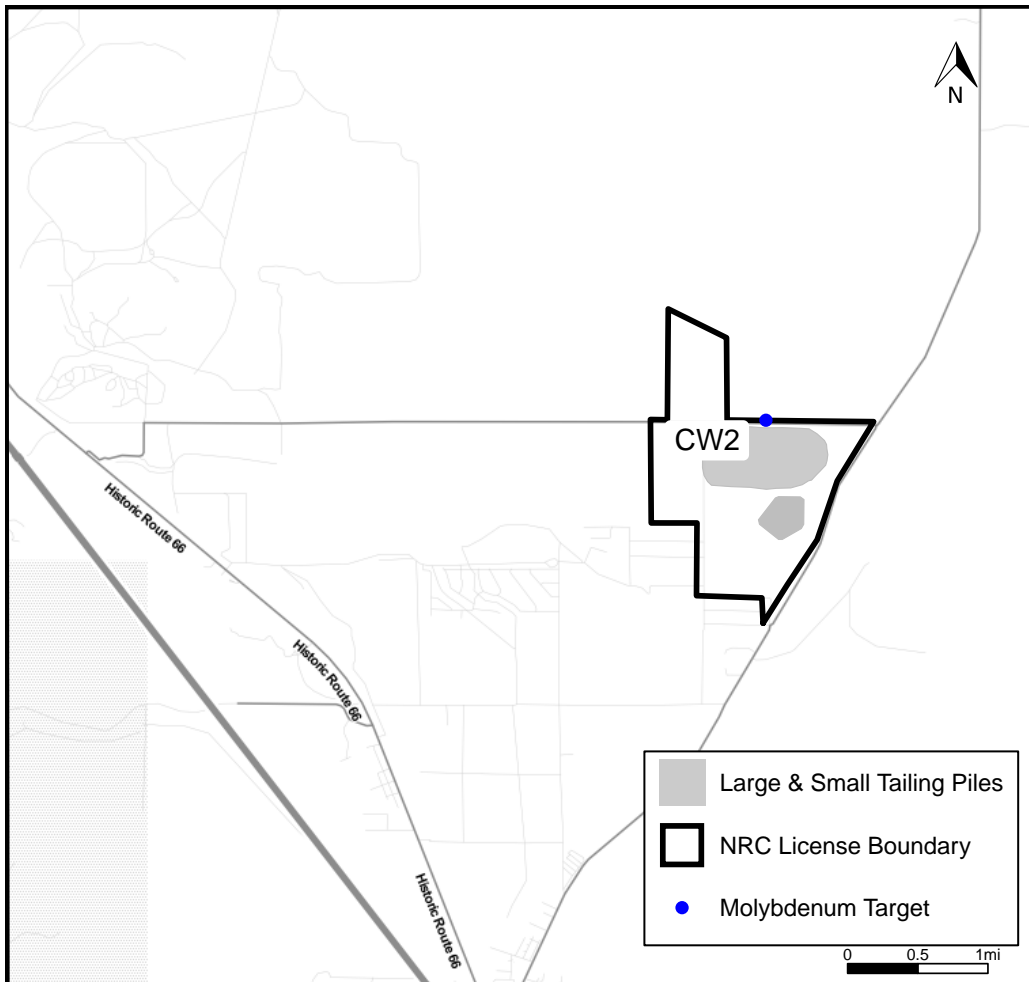 N
CW2
Historic Route 66
Historic Route 66
Historic Route 66
Large & Small Tailing Piles
NRC License Boundary
Molybdenum Target
0 0.5 1mi